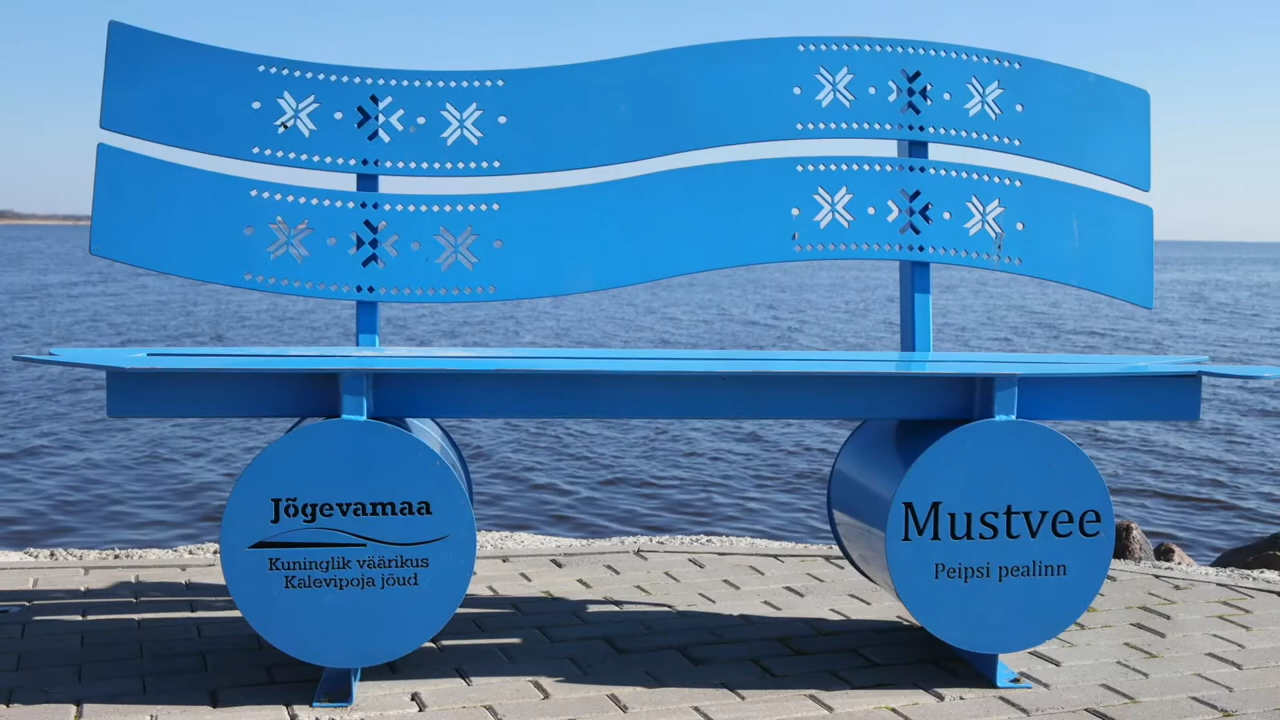 Jõgevamaa
Kuninglik väärikus
Kalevipoja jõud
Mustvee
Peipsi pealinn